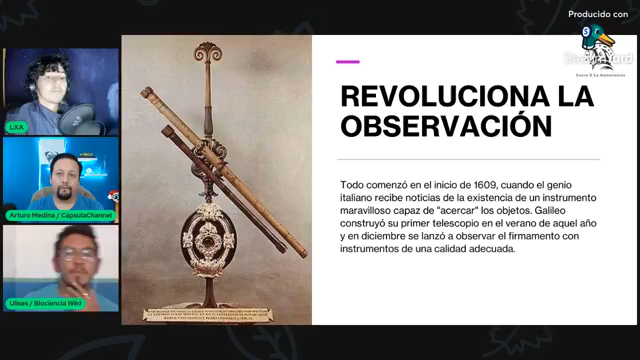 Producido con
StreamYard
LXA
Arturo Medina / CapsulaChannel
Ulises / Biociencia Wild
REVOLUCIONA LA
OBSERVACIÓN
Todo comenzó en el inicio de 1609, cuando el genio
italiano recibe noticias de la existencia de un instrumento
maravilloso capaz de "acercar" los objetos. Galileo
construyó su primer telescopio en el verano de aquel año
y en diciembre se lanzó a observar el firmamento con
instrumentos de una calidad adecuada.